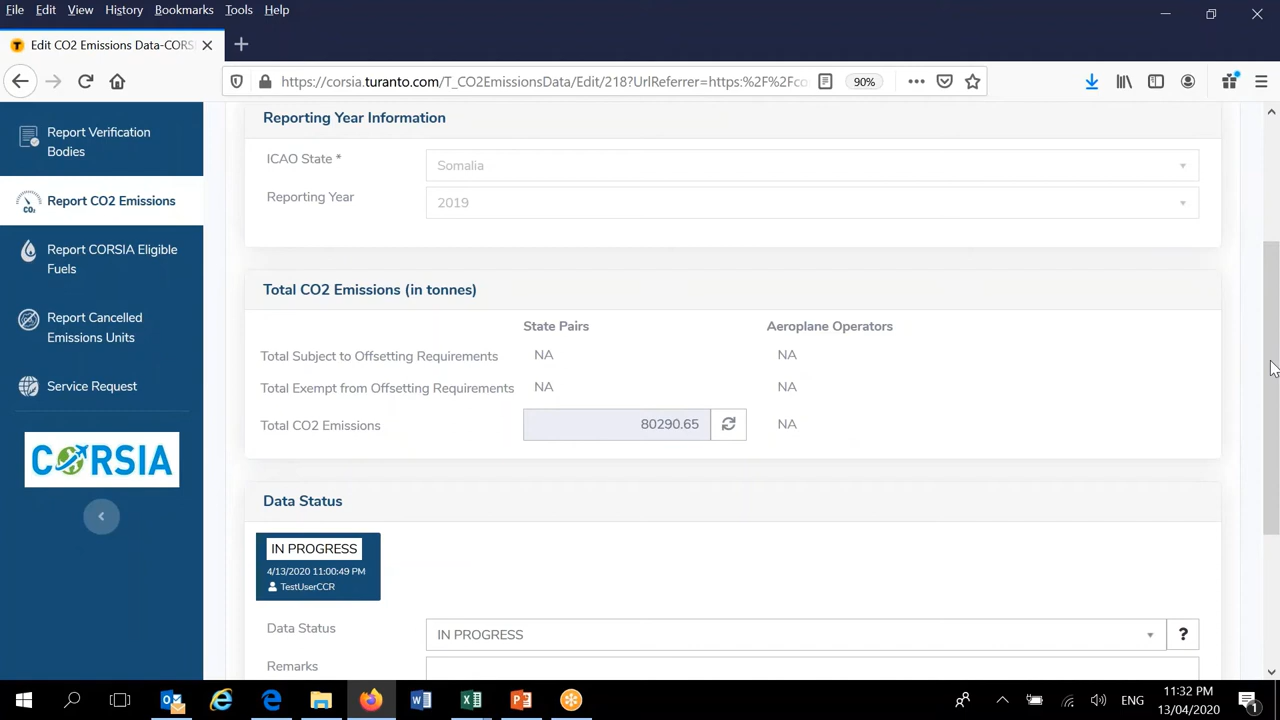 File Edit View History Bookmarks Tools Help
Edit CO2 Emissions Data-CORS
https://corsia.turanto.com/T_CO2EmissionsData/Edit/218?UrlReferrer=https:%2F%2Fco
90%
Report Verification
Bodies
CO₂
Report CO2 Emissions
Report CORSIA Eligible
Fuels
Report Cancelled
Emissions Units
Service Request
CORSIA
Reporting Year Information
ICAO State *
Somalia
Reporting Year
2019
Total CO2 Emissions (in tonnes)
State Pairs
Aeroplane Operators
Total Subject to Offsetting Requirements
NA
NA
Total Exempt from Offsetting Requirements
NA
NA
Total CO2 Emissions
80290.65
NA
Data Status
IN PROGRESS
4/13/2020 11:00:49 PM
TestUserCCR
Data Status
IN PROGRESS
?
Remarks
ENG
11:32 PM
13/04/2020
1